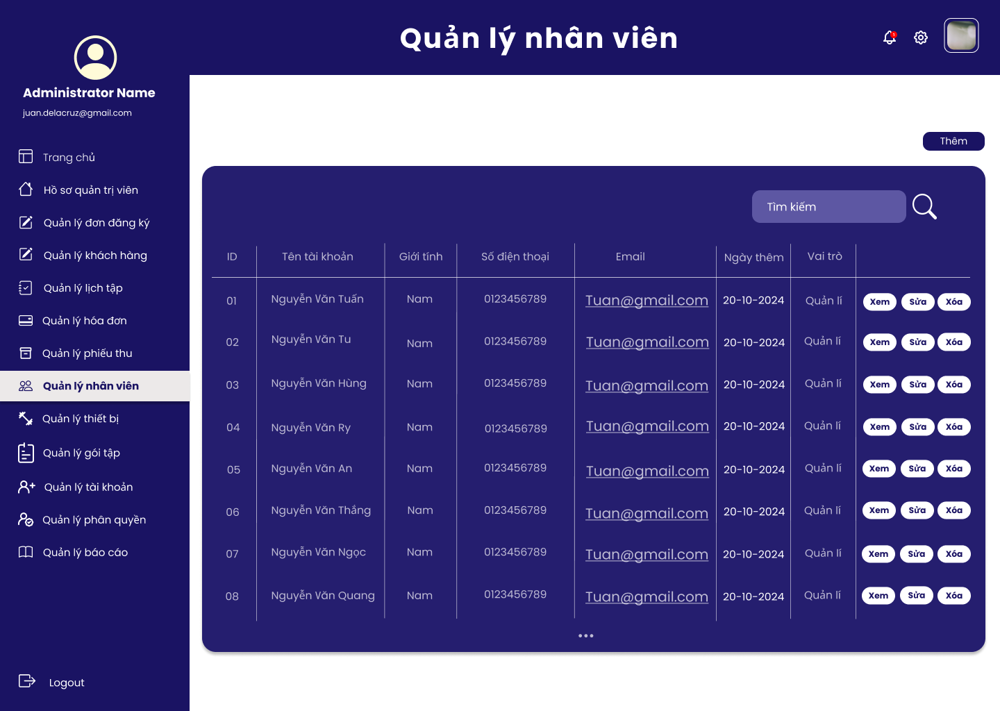 Quản lý nhân viên
1
Administrator Name
juan.delacruz@gmail.com
Trang chủ
Hồ sơ quản trị viên
Quản lý đơn đăng ký
Quản lý khách hàng
Quản lý lịch tập
Quản lý hóa đơn
Quản lý phiếu thu
Quản lý nhân viên
Quản lý thiết bị
Quản lý gói tập
Quản lý tài khoản
Quản lý phân quyền
Quản lý báo cáo
Logout
Thêm
Tìm kiếm
ID Tên tài khoản Giới tính Số điện thoại Email Ngày thêm Vai trò
01 Nguyễn Văn Tuấn Nam 0123456789 Tuan@gmail.com 20-10-2024 Quản lí Xem Sửa Xóa
02 Nguyễn Văn Tu Nam 0123456789 Tuan@gmail.com 20-10-2024 Quản lí Xem Sửa Xóa
03 Nguyễn Văn Hùng Nam 0123456789 Tuan@gmail.com 20-10-2024 Quản lí Xem Sửa Xóa
04 Nguyễn Văn Ry Nam 0123456789 Tuan@gmail.com 20-10-2024 Quản lí Xem Sửa Xóa
05 Nguyễn Văn An Nam 0123456789 Tuan@gmail.com 20-10-2024 Quản lí Xem Sửa Xóa
06 Nguyễn Văn Thắng Nam 0123456789 Tuan@gmail.com 20-10-2024 Quản lí Xem Sửa Xóa
07 Nguyễn Văn Ngọc Nam 0123456789 Tuan@gmail.com 20-10-2024 Quản lí Xem Sửa Xóa
08 Nguyễn Văn Quang Nam 0123456789 Tuan@gmail.com 20-10-2024 Quản lí Xem Sửa Xóa
...